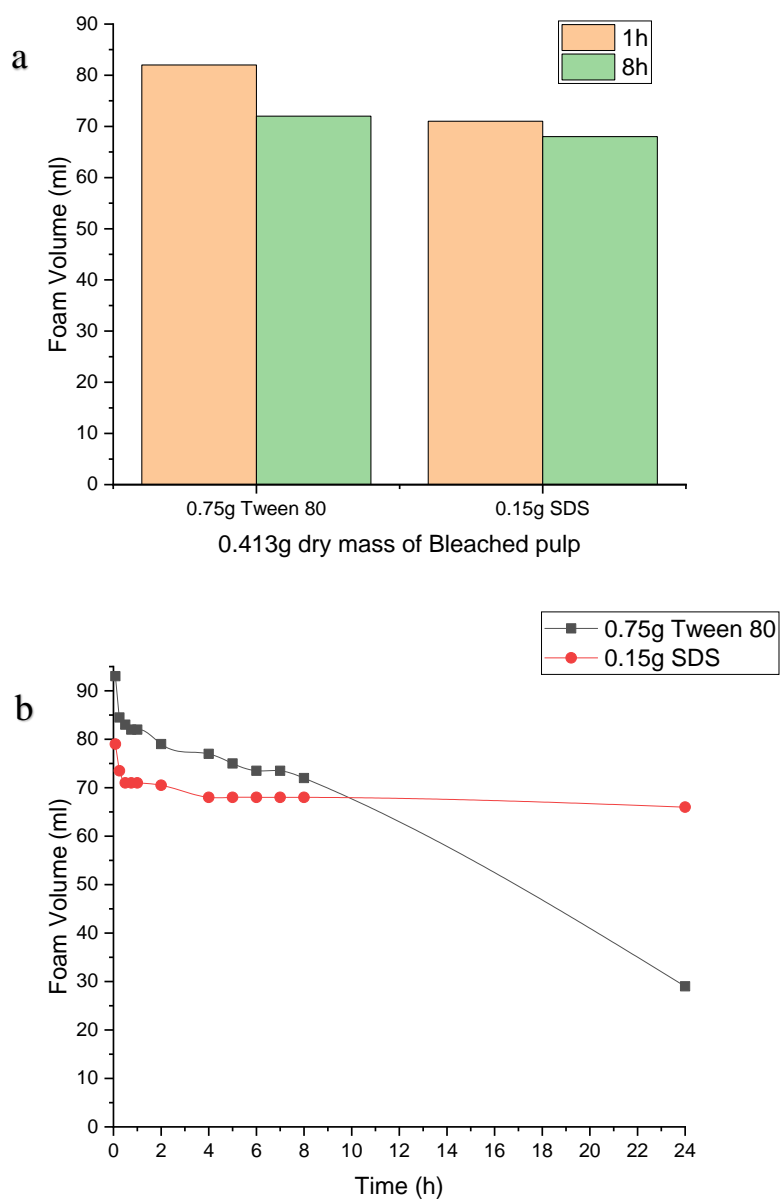 a
1h
8h
90
80
70
60
50
40
30
20
10
0
Foam Volume (ml)
0.75g Tween 80
0.15g SDS
0.413g dry mass of Bleached pulp
b
0.75g Tween 80
0.15g SDS
90
80
70
60
50
40
30
20
10
0
Foam Volume (ml)
0 2 4 6 8 10 12 14 16 18 20 22 24
Time (h)